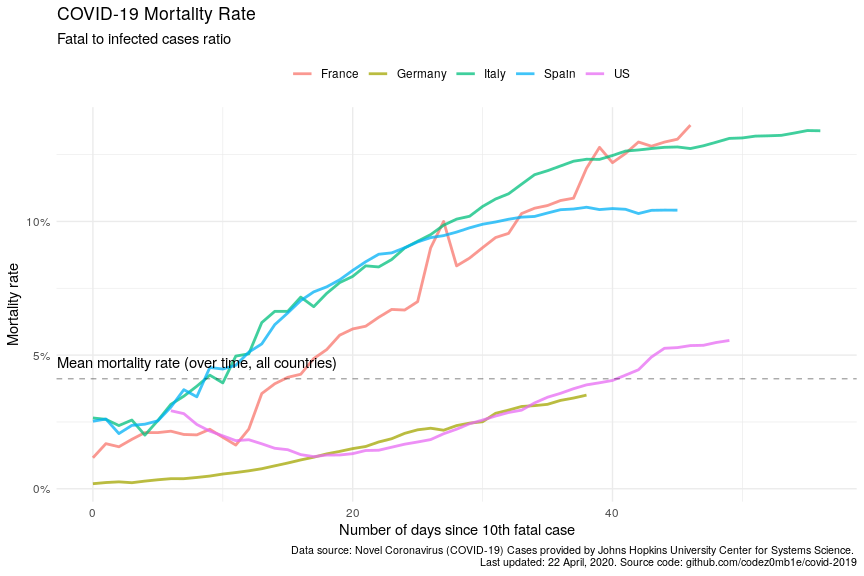 COVID-19 Mortality Rate
Fatal to infected cases ratio
France Germany Italy Spain US
10%
5%
0%
Mortality rate
Mean mortality rate (over time, all countries)
0 20 40
Number of days since 10th fatal case
Data source: Novel Coronavirus (COVID-19) Cases provided by Johns Hopkins University Center for Systems Science.
Last updated: 22 April, 2020. Source code: github.com/codez0mb1e/covid-2019